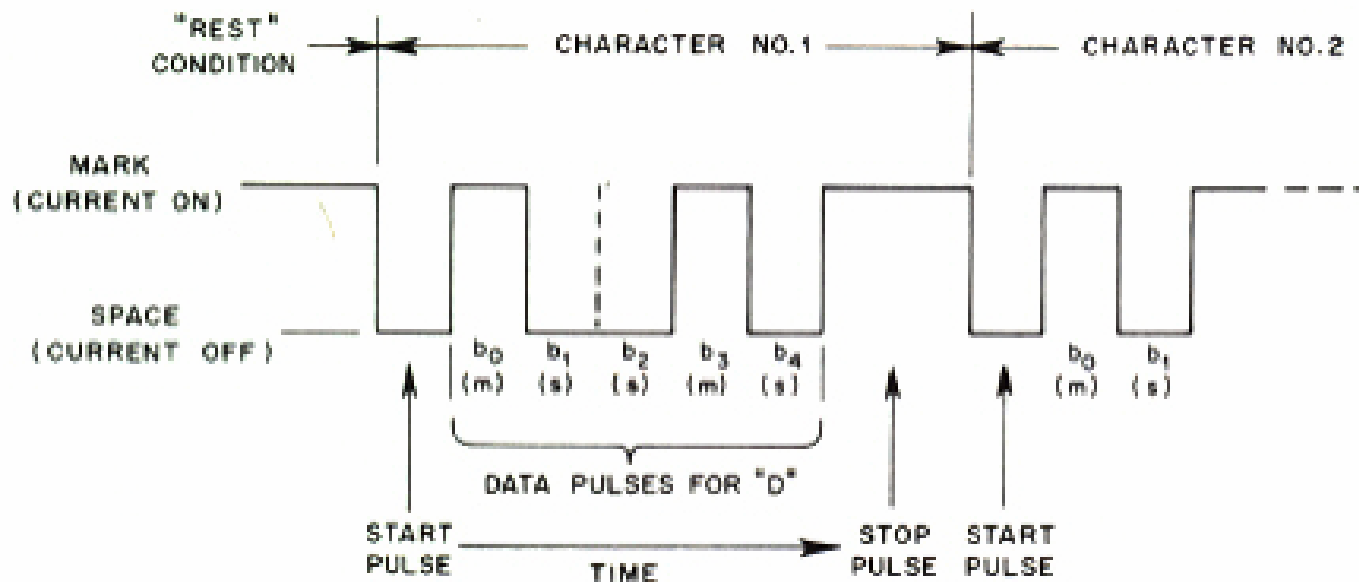 "REST"
CONDITION
CHARACTER NO.1
CHARACTER NO.2
MARK
(CURRENT ON)
SPACE
(CURRENT OFF)
b0 b1 b2 b3 b4 b0 b1
(m) (s) (s) (m) (s) (m) (s)
DATA PULSES FOR "D"
START
PULSE
TIME
STOP
PULSE
START
PULSE